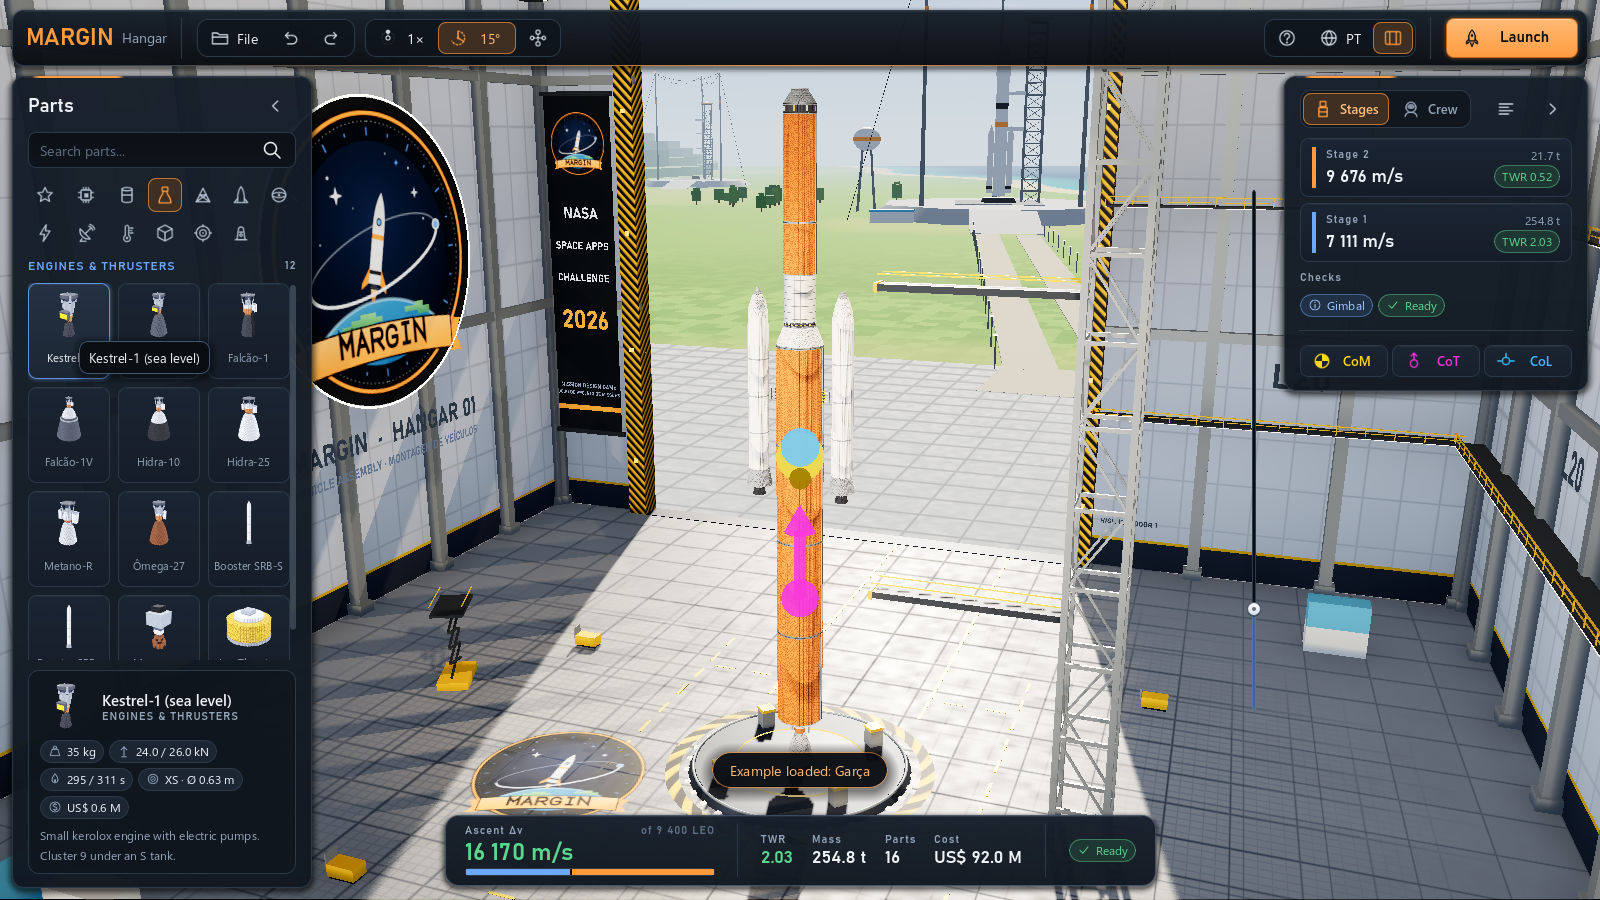 MARGIN Hangar
File
1×
15°
PT
Launch
Parts
Search parts...
ENGINES & THRUSTERS
12
Kestrel
Kestrel-1 (sea level)
Falcão-1
Falcão-1V
Hidra-10
Hidra-25
Metano-R
Ômega-27
Booster SRB-S
Kestrel-1 (sea level)
ENGINES & THRUSTERS
35 kg
24.0 / 26.0 kN
295 / 311 s
XS · Ø 0.63 m
US$ 0.6 M
Small kerolox engine with electric pumps.
Cluster 9 under an S tank.
MARGIN
MARGIN - HANGAR 01
MARGIN
NASA
SPACE APPS
CHALLENGE
2026
MARGIN
Example loaded: Garça
Ascent Δv
of 9 400 LEO
16 170 m/s
TWR
2.03
Mass
254.8 t
Parts
16
Cost
US$ 92.0 M
Ready
Stages
Crew
Stage 2
21.7 t
9 676 m/s
TWR 0.52
Stage 1
254.8 t
7 111 m/s
TWR 2.03
Checks
Gimbal
Ready
CoM
CoT
CoL